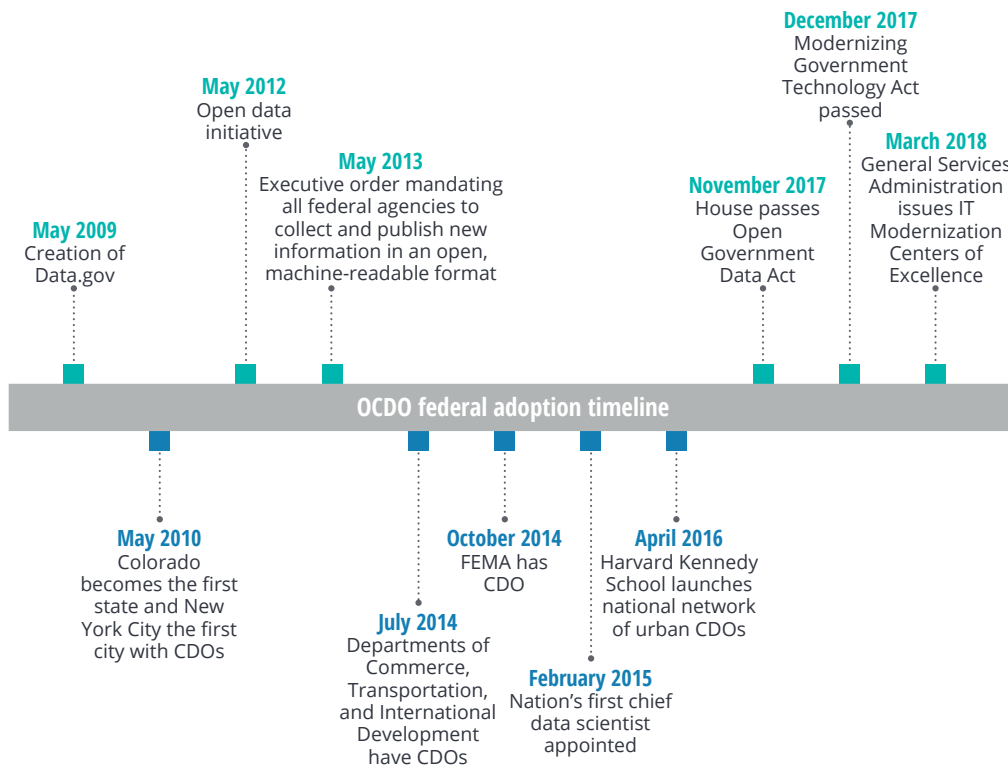 December 2017
Modernizing
Government
Technology Act
passed
May 2012
Open data
initiative
March 2018
General Services
Administration
issues IT
Modernization
Centers of
Excellence
May 2013
Executive order mandating
all federal agencies to
collect and publish new
information in an open,
machine-readable format
November 2017
House passes
Open
Government
Data Act
May 2009
Creation of
Data.gov
OCDO federal adoption timeline
May 2010
Colorado
becomes the first
state and New
York City the first
city with CDOs
October 2014
FEMA has
CDO
April 2016
Harvard Kennedy
School launches
national network
of urban CDOs
July 2014
Departments of
Commerce,
Transportation,
and International
Development
have CDOs
February 2015
Nation’s first chief
data scientist
appointed